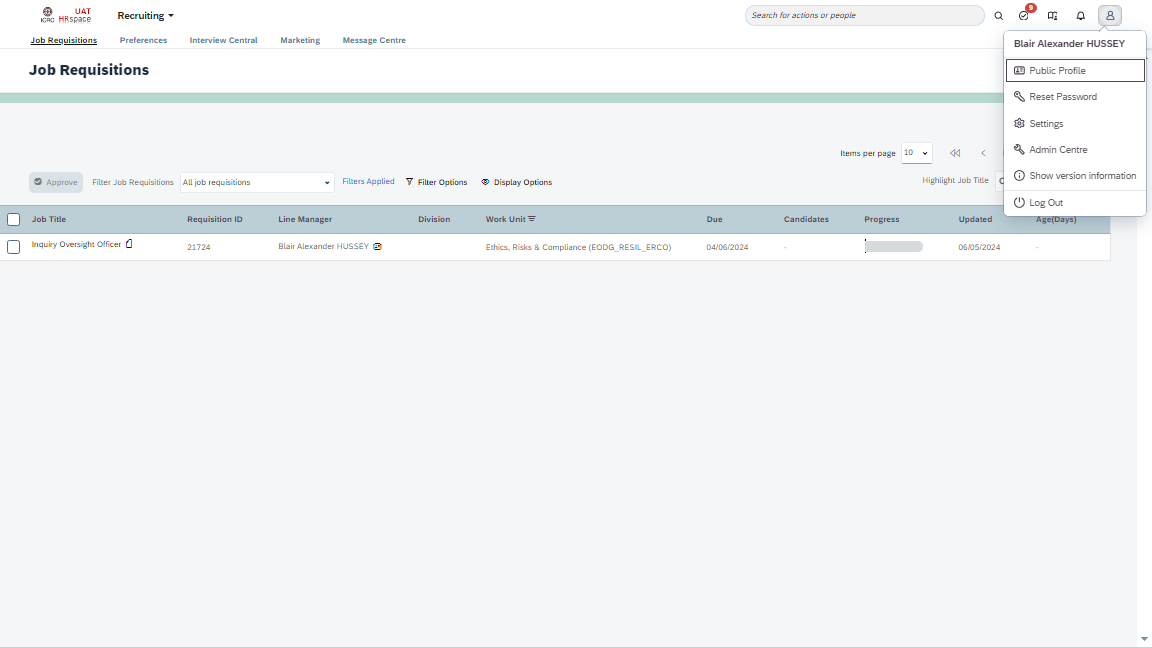 ICRC
UAT
HRspace
Recruiting
Search for actions or people
9
Job Requisitions
Preferences
Interview Central
Marketing
Message Centre
Blair Alexander HUSSEY
Public Profile
Reset Password
Settings
Admin Centre
Show version information
Log Out
Job Requisitions
Items per page
10
Approve
Filter Job Requisitions
All job requisitions
Filters Applied
Filter Options
Display Options
Highlight Job Title
Job Title
Requisition ID
Line Manager
Division
Work Unit
Due
Candidates
Progress
Updated
Age(Days)
Inquiry Oversight Officer
21724
Blair Alexander HUSSEY
Ethics, Risks & Compliance (EODG_RESIL_ERCO)
04/06/2024
-
06/05/2024
-